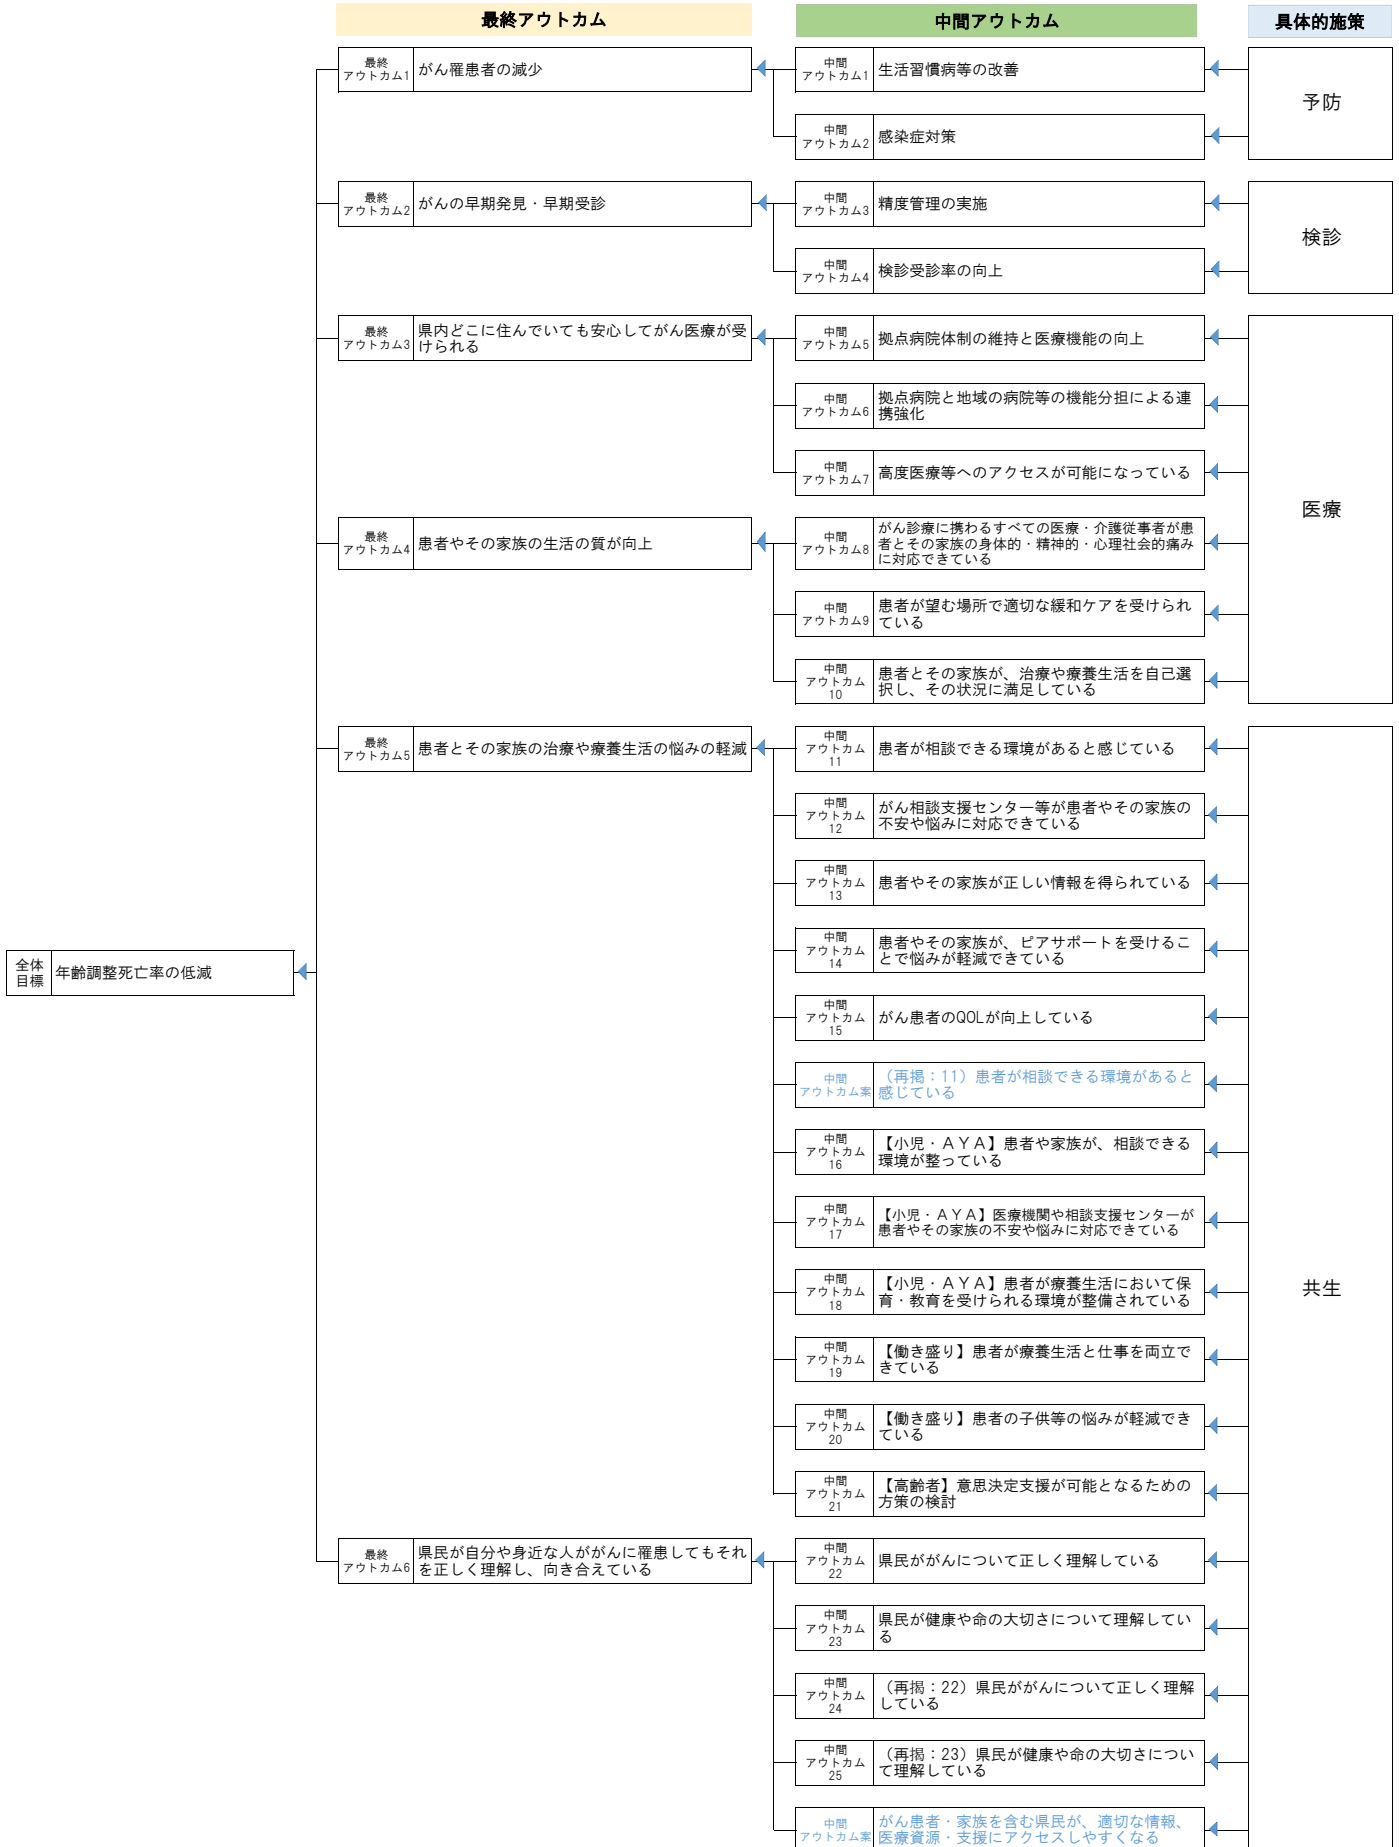 最終アウトカム
中間アウトカム
具体的施策
最終
アウトカム1
がん罹患者の減少
中間
アウトカム1
生活習慣病等の改善
予防
中間
アウトカム2
感染症対策
最終
アウトカム2
がんの早期発見・早期受診
中間
アウトカム3
精度管理の実施
検診
中間
アウトカム4
検診受診率の向上
最終
アウトカム3
県内どこに住んでいても安心してがん医療が受
けられる
中間
アウトカム5
拠点病院体制の維持と医療機能の向上
中間
アウトカム6
拠点病院と地域の病院等の機能分担による連
携強化
中間
アウトカム7
高度医療等へのアクセスが可能になっている
医療
最終
アウトカム4
患者やその家族の生活の質が向上
中間
アウトカム8
がん診療に携わるすべての医療・介護従事者が患
者とその家族の身体的・精神的・心理社会的痛み
に対応できている
中間
アウトカム9
患者が望む場所で適切な緩和ケアを受けられ
ている
中間
アウトカム
10
患者とその家族が、治療や療養生活を自己選
択し、その状況に満足している
最終
アウトカム5
患者とその家族の治療や療養生活の悩みの軽減
中間
アウトカム
11
患者が相談できる環境があると感じている
中間
アウトカム
12
がん相談支援センター等が患者やその家族の
不安や悩みに対応できている
中間
アウトカム
13
患者やその家族が正しい情報を得られている
中間
アウトカム
14
患者やその家族が、ピアサポートを受けるこ
とで悩みが軽減できている
全体
目標
年齢調整死亡率の低減
中間
アウトカム
15
がん患者のQOLが向上している
中間
アウトカム案
（再掲：11）患者が相談できる環境があると
感じている
中間
アウトカム
16
【小児・ＡＹＡ】患者や家族が、相談できる
環境が整っている
中間
アウトカム
17
【小児・ＡＹＡ】医療機関や相談支援センターが
患者やその家族の不安や悩みに対応できている
中間
アウトカム
18
【小児・ＡＹＡ】患者が療養生活において保
育・教育を受けられる環境が整備されている
共生
中間
アウトカム
19
【働き盛り】患者が療養生活と仕事を両立で
きている
中間
アウトカム
20
【働き盛り】患者の子供等の悩みが軽減でき
ている
中間
アウトカム
21
【高齢者】意思決定支援が可能となるための
方策の検討
最終
アウトカム6
県民が自分や身近な人ががんに罹患してもそれ
を正しく理解し、向き合えている
中間
アウトカム
22
県民ががんについて正しく理解している
中間
アウトカム
23
県民が健康や命の大切さについて理解してい
る
中間
アウトカム
24
（再掲：22）県民ががんについて正しく理解
している
中間
アウトカム
25
（再掲：23）県民が健康や命の大切さについ
て理解している
中間
アウトカム案
がん患者・家族を含む県民が、適切な情報、
医療資源・支援にアクセスしやすくなる